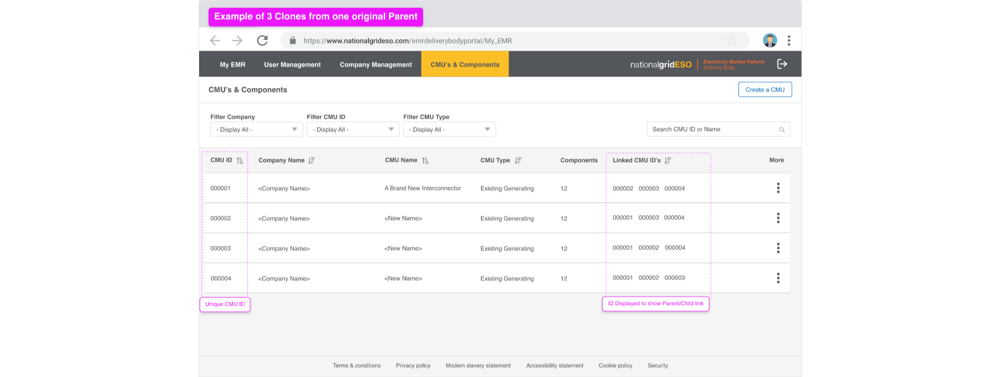 Example of 3 Clones from one original Parent
https://www.nationalgrideso.com/emrdeliverybodyportal/My_EMR
My EMR User Management Company Management CMU's & Components nationalgridESO Electricity Market Reform
Delivery Body
CMU's & Components Create a CMU
Filter Company Filter CMU ID Filter CMU Type
- Display All - - Display All - - Display All - Search CMU ID or Name
CMU ID Company Name CMU Name CMU Type Components Linked CMU ID's More
000001 <Company Name> A Brand New Interconnector Existing Generating 12 000002 000003 000004
000002 <Company Name> <New Name> Existing Generating 12 000001 000003 000004
000003 <Company Name> <New Name> Existing Generating 12 000001 000002 000004
000004 <Company Name> <New Name> Existing Generating 12 000001 000002 000003
Unique CMU ID ID Displayed to show Parent/Child link
Terms & conditions Privacy policy Modern slavery statement Accessibility statement Cookie policy Security